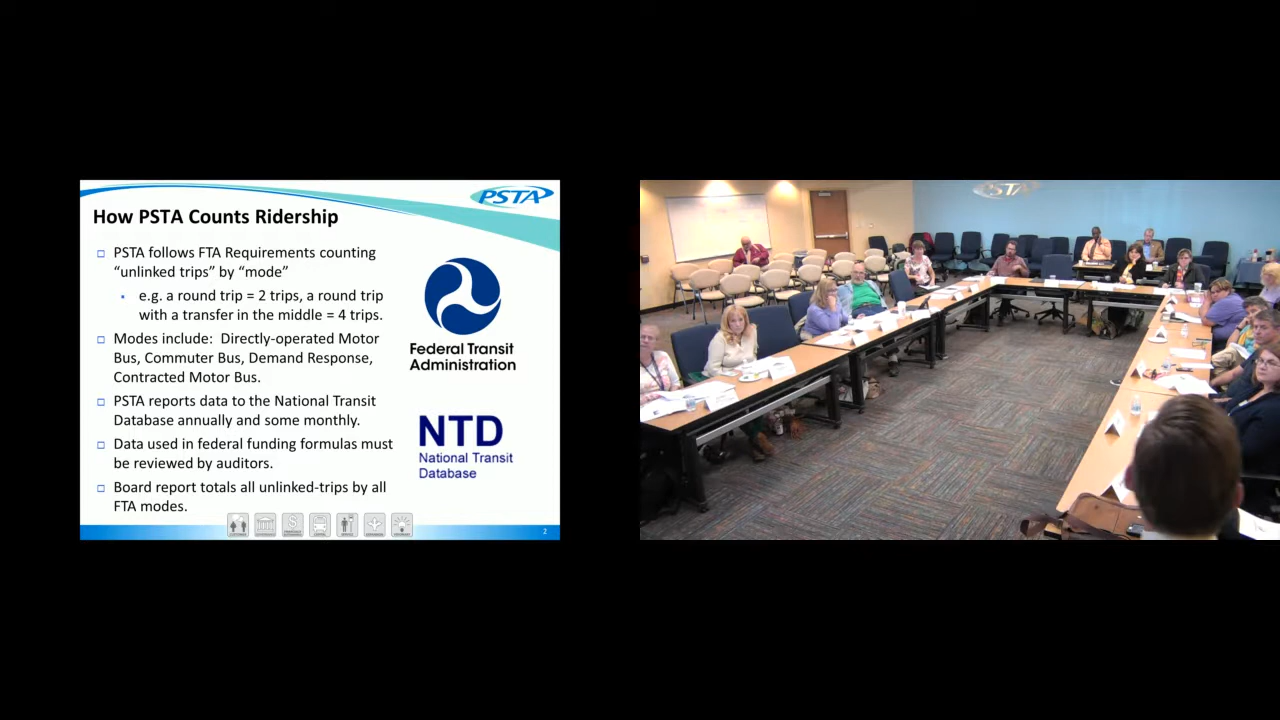 PSTA
How PSTA Counts Ridership
PSTA follows FTA Requirements counting
“unlinked trips” by “mode”
e.g. a round trip = 2 trips, a round trip
with a transfer in the middle = 4 trips.
Modes include: Directly-operated Motor
Bus, Commuter Bus, Demand Response,
Contracted Motor Bus.
PSTA reports data to the National Transit
Database annually and some monthly.
Data used in federal funding formulas must
be reviewed by auditors.
Board report totals all unlinked-trips by all
FTA modes.
Federal Transit
Administration
NTD
National Transit
Database
2
PSTA